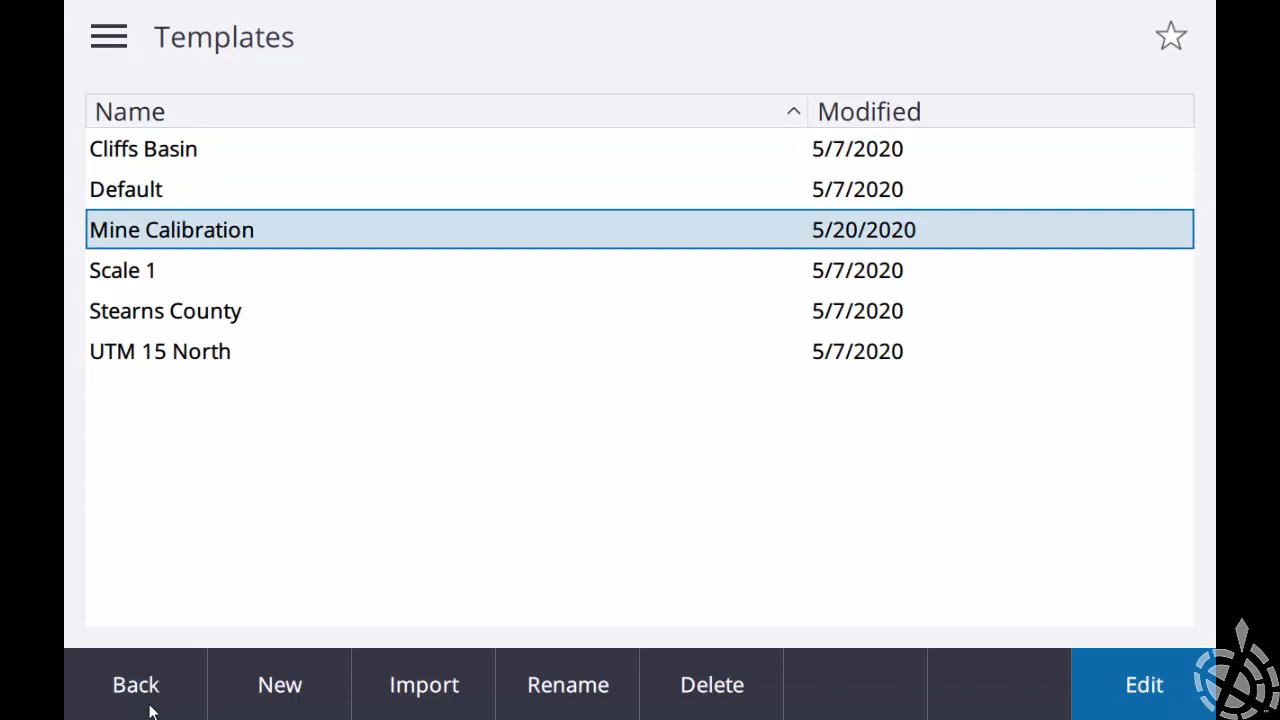 Templates
Name Modified
Cliffs Basin 5/7/2020
Default 5/7/2020
Mine Calibration 5/20/2020
Scale 1 5/7/2020
Stearns County 5/7/2020
UTM 15 North 5/7/2020
Back New Import Rename Delete Edit